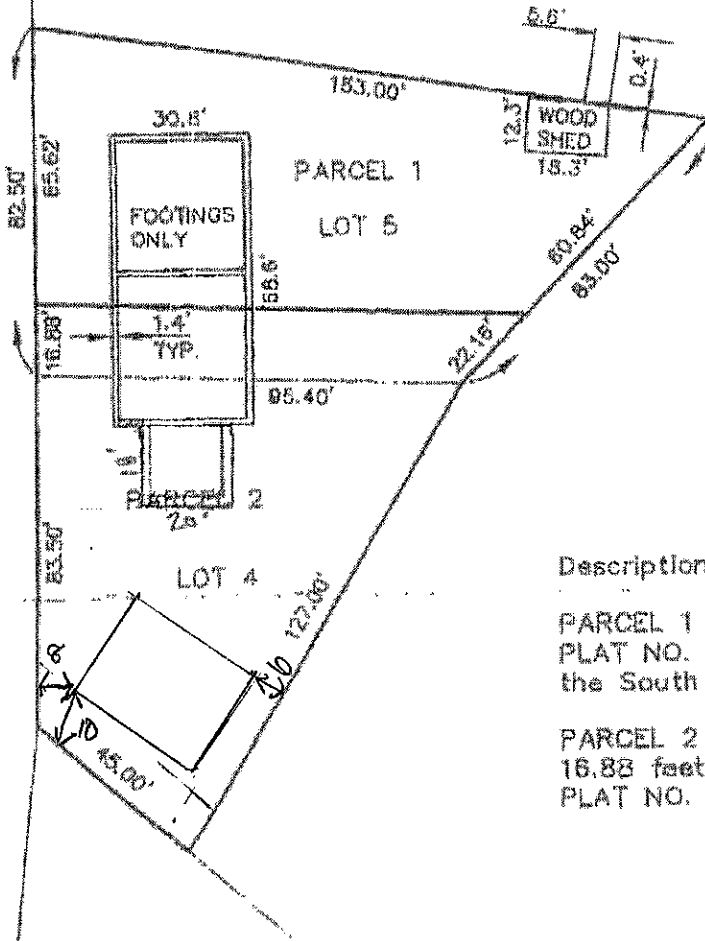 5.6'
0.4'
153.00'
12.3'
WOOD
SHED
18.3'
30.8'
PARCEL 1
LOT 5
82.50'
65.62'
FOOTINGS
ONLY
58.6'
60.84'
83.00'
16.88'
1.4'
TYP.
22.16'
95.40'
PARCEL 2
20'
83.50'
LOT 4
127.00'
Description
PARCEL 1
PLAT NO.
the South
PARCEL 2
16.88 feet
PLAT NO.
8
10
45.00'